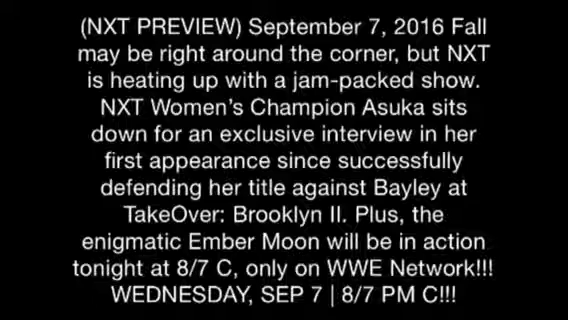 (NXT PREVIEW) September 7, 2016 Fall
may be right around the corner, but NXT
is heating up with a jam-packed show.
NXT Women’s Champion Asuka sits
down for an exclusive interview in her
first appearance since successfully
defending her title against Bayley at
TakeOver: Brooklyn II. Plus, the
enigmatic Ember Moon will be in action
tonight at 8/7 C, only on WWE Network!!!
WEDNESDAY, SEP 7 | 8/7 PM C!!!